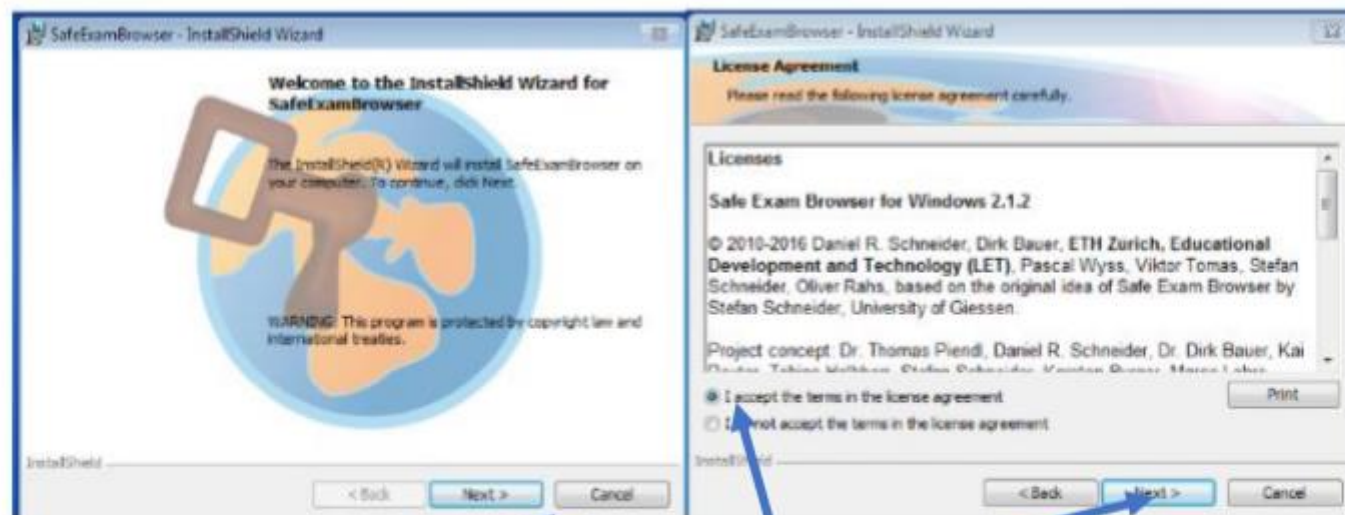 SafeExamBrowser - InstallShield Wizard
Welcome to the InstallShield Wizard for
SafeExamBrowser
The InstallShield(R) Wizard will install SafeExamBrowser on
your computer. To continue, click Next.
WARNING: This program is protected by copyright law and
international treaties.
InstallShield
< Back
Next >
Cancel
SafeExamBrowser - InstallShield Wizard
License Agreement
Please read the following license agreement carefully.
Licenses
Safe Exam Browser for Windows 2.1.2
© 2010-2016 Daniel R. Schneider, Dirk Bauer, ETH Zurich, Educational
Development and Technology (LET), Pascal Wyss, Viktor Tomas, Stefan
Schneider, Oliver Rahs, based on the original idea of Safe Exam Browser by
Stefan Schneider, University of Giessen.
Project concept: Dr. Thomas Piendl, Daniel R. Schneider, Dr. Dirk Bauer, Kai
I accept the terms in the license agreement
Print
I not accept the terms in the license agreement
InstallShield
< Back
Next >
Cancel